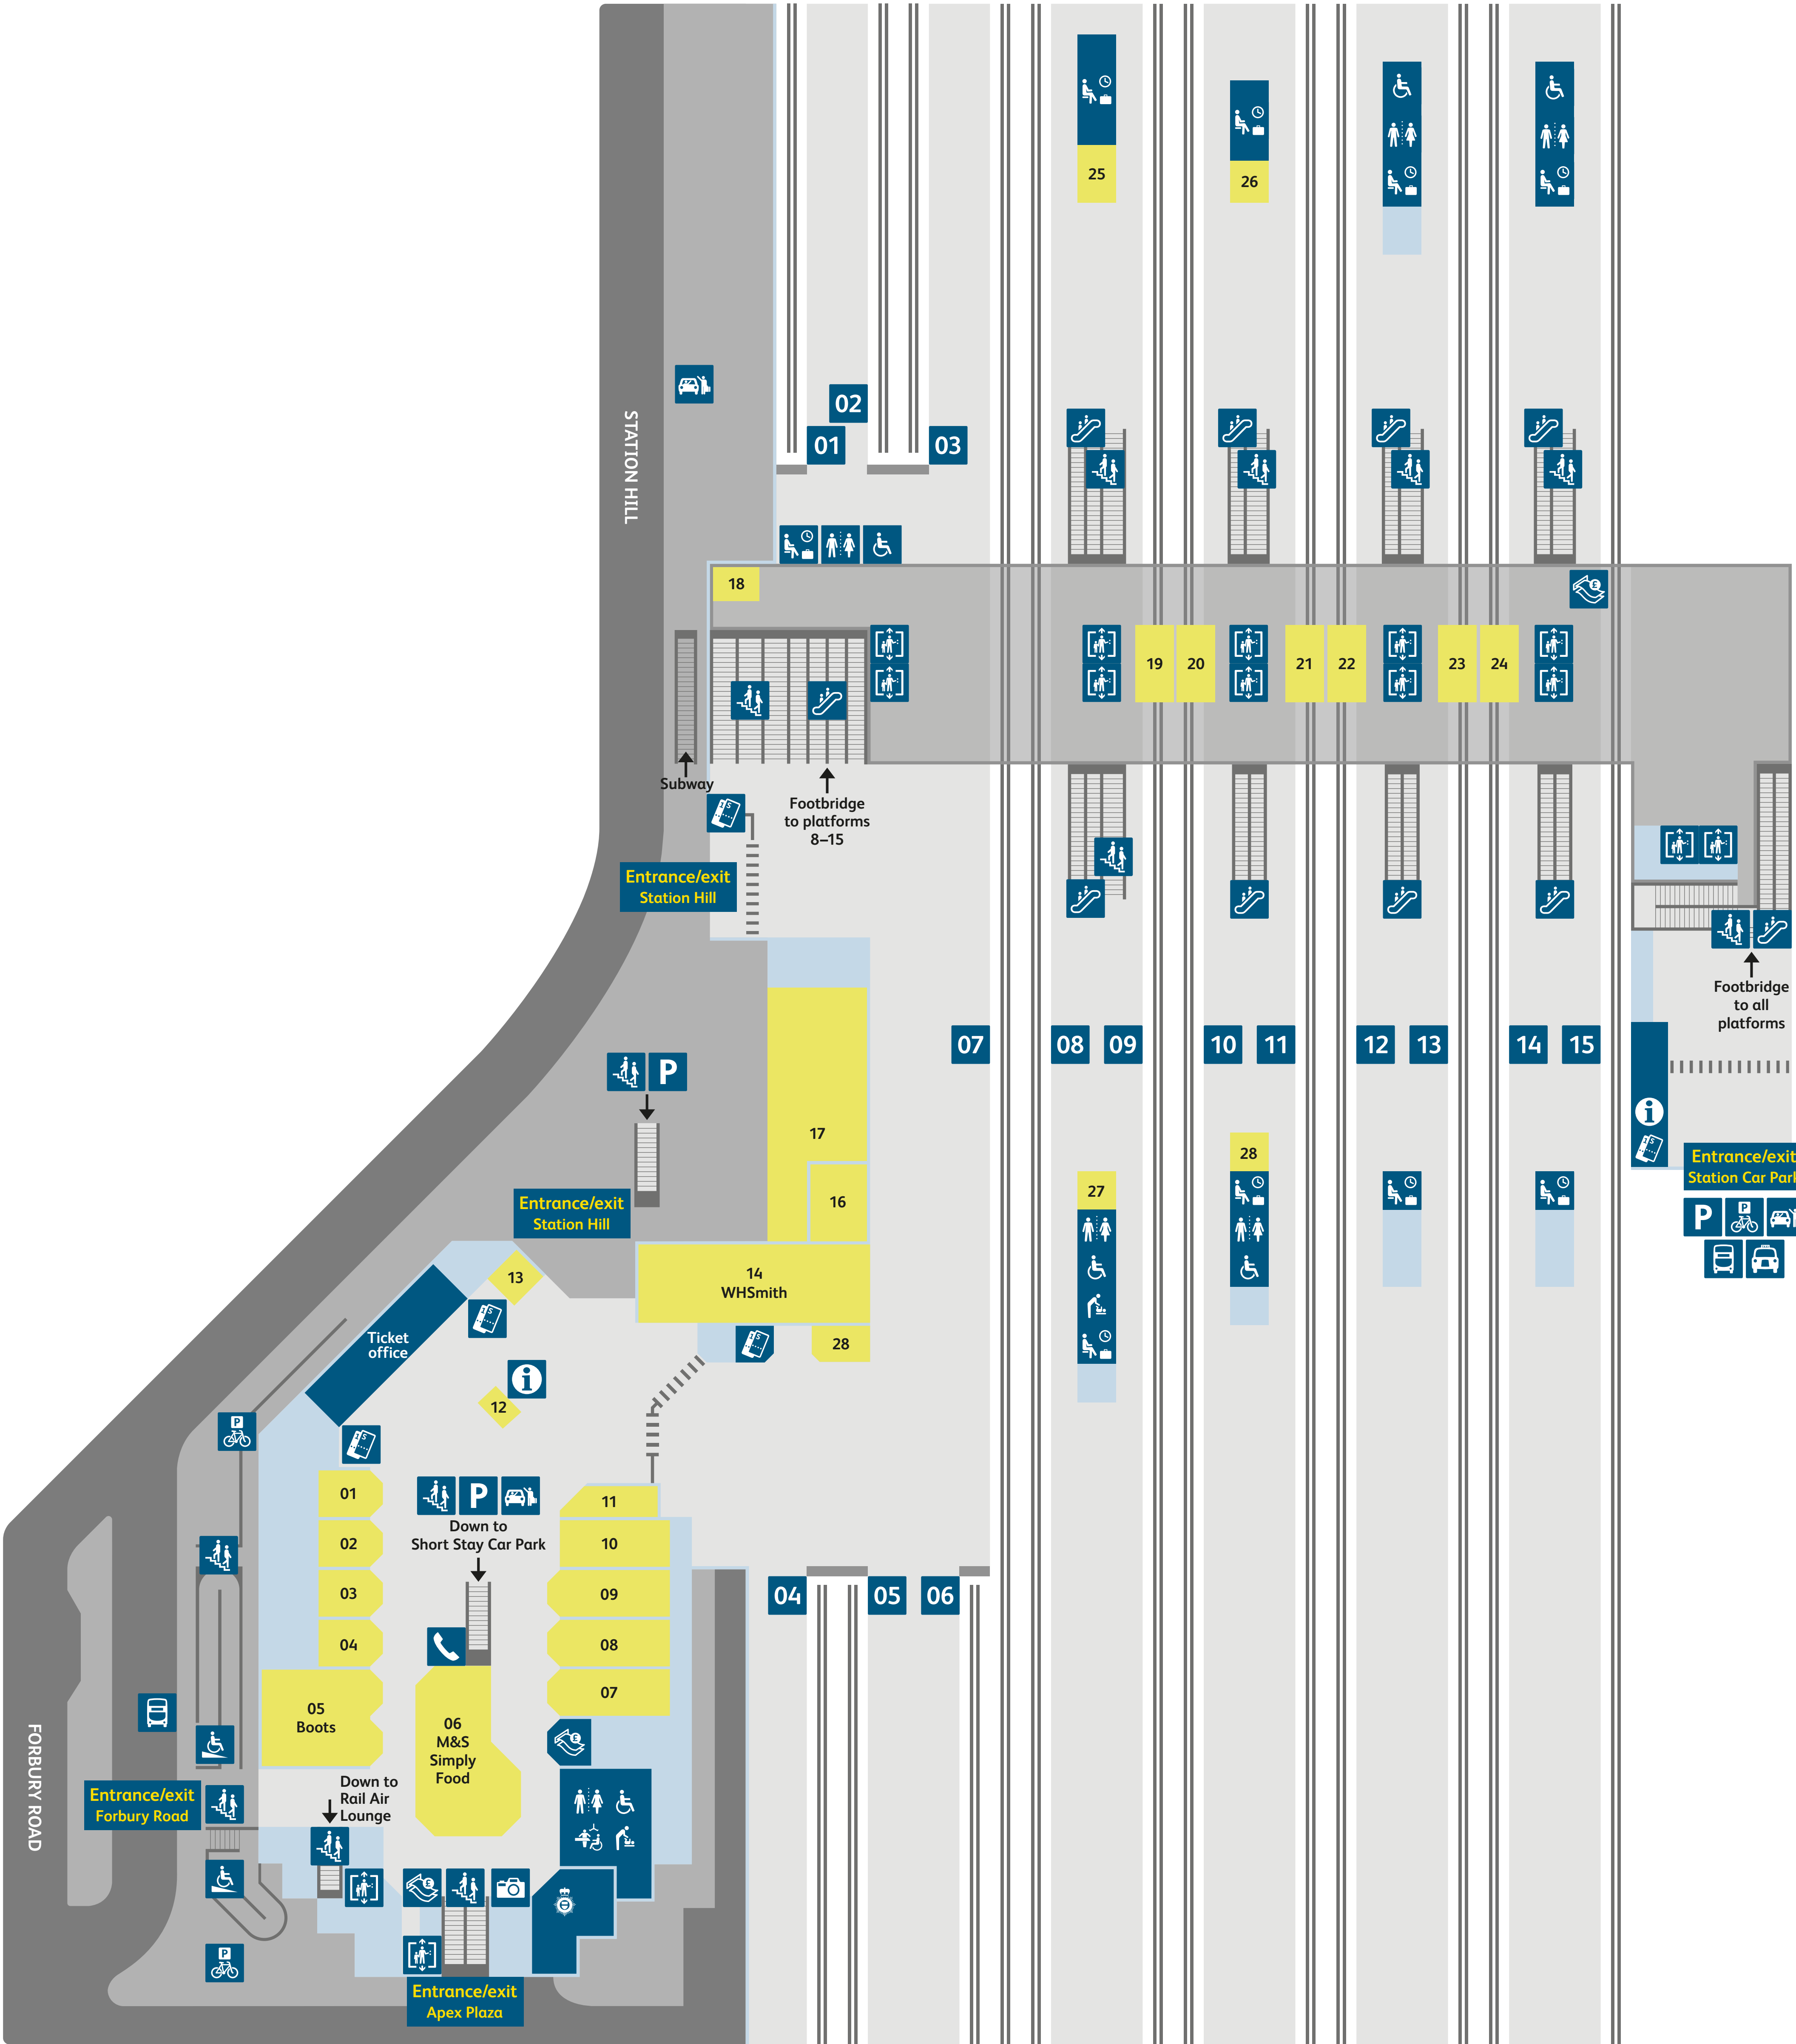 25
26
STATION HILL
02
01
03
18
19
20
21
22
23
24
Subway
Footbridge
to platforms
8–15
Entrance/exit
Station Hill
Footbridge
to all
platforms
07
08
09
10
11
12
13
14
15
P
17
16
Entrance/exit
Station Hill
27
28
Entrance/exit
Station Car Park
P
P
13
14
WHSmith
28
Ticket
office
12
P
01
02
03
04
05
Boots
P
Down to
Short Stay Car Park
11
10
09
08
07
06
M&S
Simply
Food
04
05
06
FORBURY ROAD
Entrance/exit
Forbury Road
Down to
Rail Air
Lounge
P
Entrance/exit
Apex Plaza